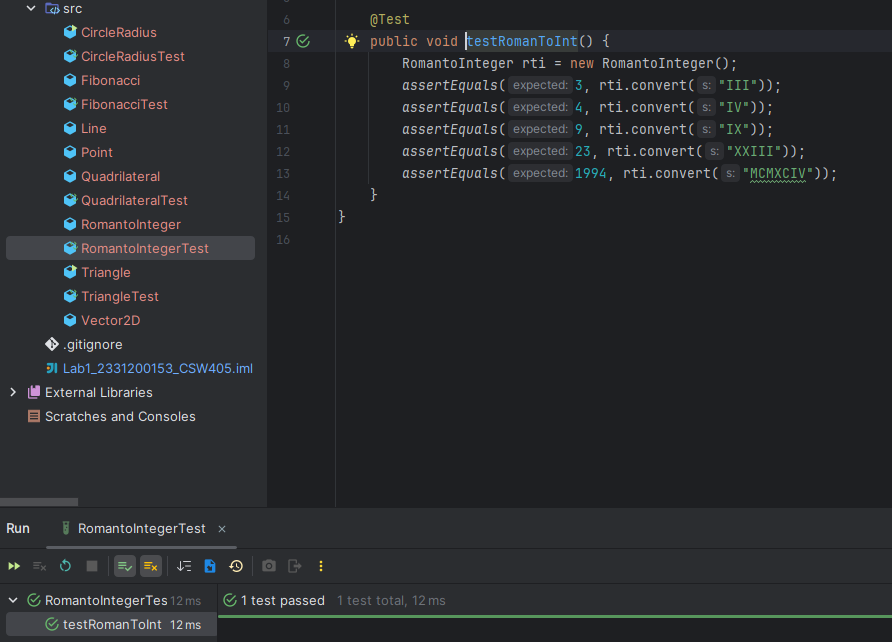 src
CircleRadius
CircleRadiusTest
Fibonacci
FibonacciTest
Line
Point
Quadrilateral
QuadrilateralTest
RomantoInteger
RomantoIntegerTest
Triangle
TriangleTest
Vector2D
.gitignore
Lab1_2331200153_CSW405.iml
External Libraries
Scratches and Consoles
6 @Test
7 public void testRomanToInt() {
8 RomantoInteger rti = new RomantoInteger();
9 assertEquals( expected: 3, rti.convert( s: "III"));
10 assertEquals( expected: 4, rti.convert( s: "IV"));
11 assertEquals( expected: 9, rti.convert( s: "IX"));
12 assertEquals( expected: 23, rti.convert( s: "XXIII"));
13 assertEquals( expected: 1994, rti.convert( s: "MCMXCIV"));
14 }
15 }
16
Run RomantoIntegerTest ×
RomantoIntegerTes 12 ms
testRomanToInt 12 ms
1 test passed 1 test total, 12 ms